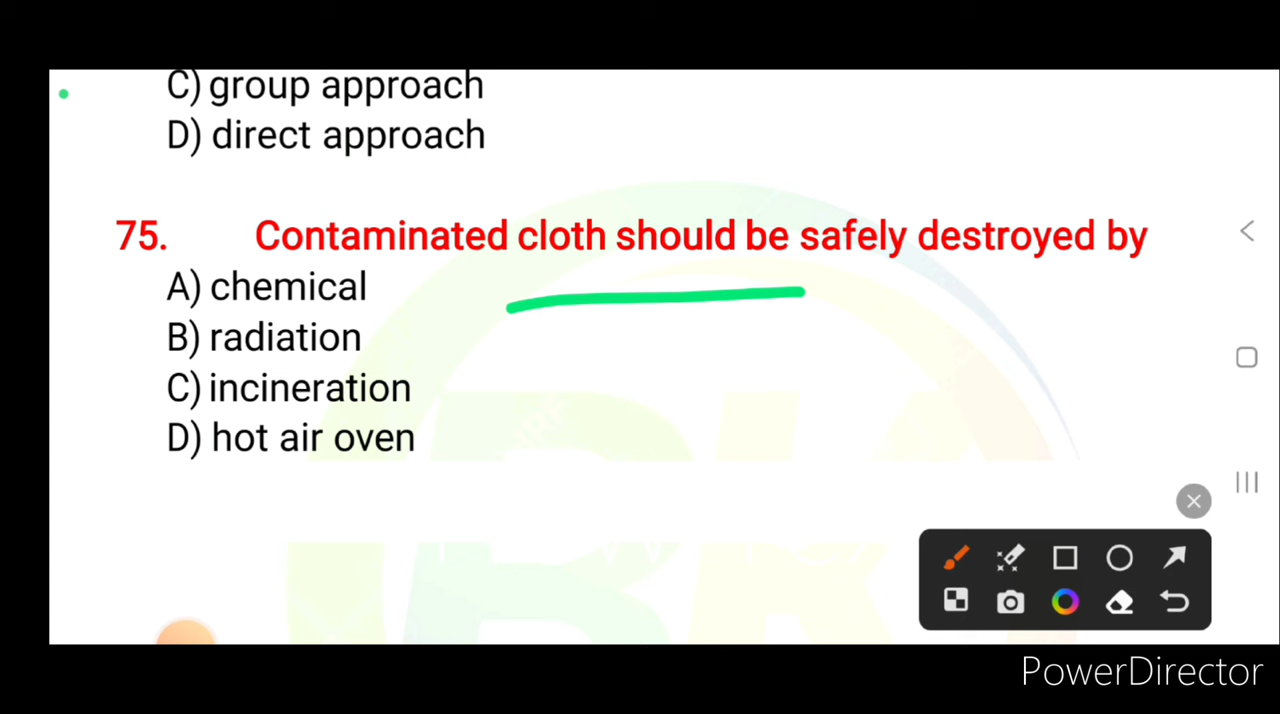 C) group approach
D) direct approach
75. Contaminated cloth should be safely destroyed by
A) chemical
B) radiation
C) incineration
D) hot air oven
PowerDirector